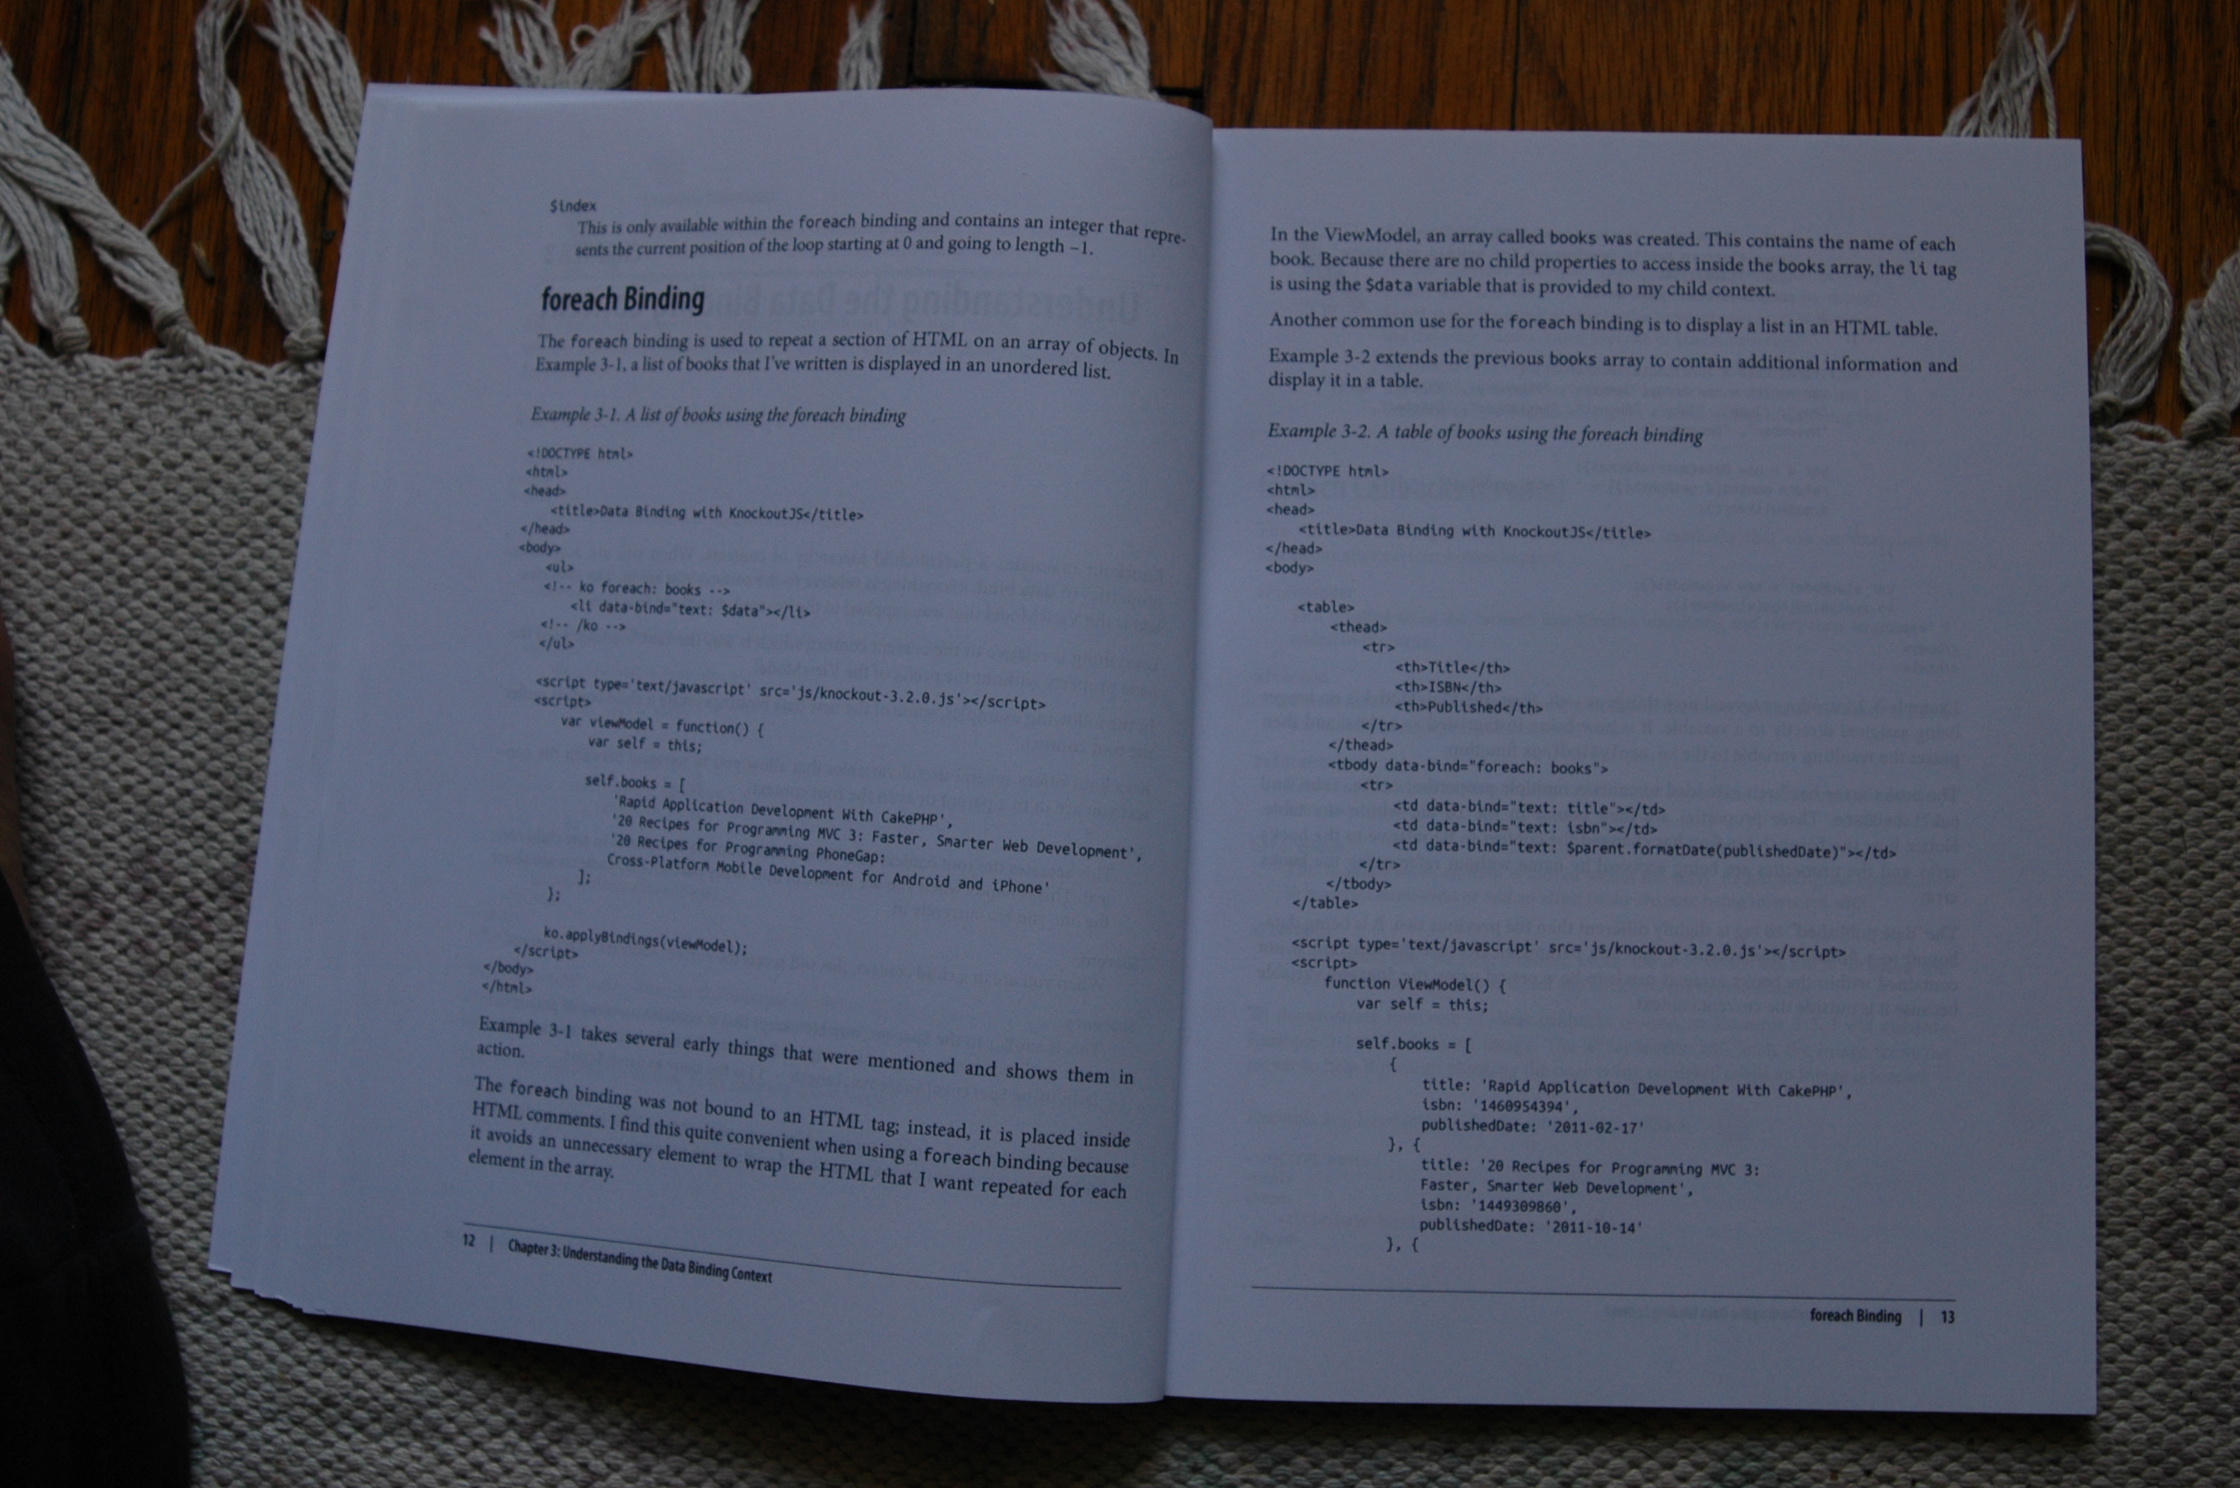 $index
This is only available within the foreach binding and contains an integer that repre-
sents the current position of the loop starting at 0 and going to length −1.
foreach Binding
The foreach binding is used to repeat a section of HTML on an array of objects. In
Example 3-1, a list of books that I've written is displayed in an unordered list.
Example 3-1. A list of books using the foreach binding
<!DOCTYPE html>
<html>
<head>
<title>Data Binding with KnockoutJS</title>
</head>
<body>
<ul>
<!-- ko foreach: books -->
<li data-bind="text: $data"></li>
<!-- /ko -->
</ul>
<script type='text/javascript' src='js/knockout-3.2.0.js'></script>
<script>
var viewModel = function() {
var self = this;
self.books = [
'Rapid Application Development With CakePHP',
'20 Recipes for Programming MVC 3: Faster, Smarter Web Development',
'20 Recipes for Programming PhoneGap:
Cross-Platform Mobile Development for Android and iPhone'
];
};
ko.applyBindings(viewModel);
</script>
</body>
</html>
Example 3-1 takes several early things that were mentioned and shows them in
action.
The foreach binding was not bound to an HTML tag; instead, it is placed inside
HTML comments. I find this quite convenient when using a foreach binding because
it avoids an unnecessary element to wrap the HTML that I want repeated for each
element in the array.
12 | Chapter 3: Understanding the Data Binding Context
In the ViewModel, an array called books was created. This contains the name of each
book. Because there are no child properties to access inside the books array, the li tag
is using the $data variable that is provided to my child context.
Another common use for the foreach binding is to display a list in an HTML table.
Example 3-2 extends the previous books array to contain additional information and
display it in a table.
Example 3-2. A table of books using the foreach binding
<!DOCTYPE html>
<html>
<head>
<title>Data Binding with KnockoutJS</title>
</head>
<body>
<table>
<thead>
<tr>
<th>Title</th>
<th>ISBN</th>
<th>Published</th>
</tr>
</thead>
<tbody data-bind="foreach: books">
<tr>
<td data-bind="text: title"></td>
<td data-bind="text: isbn"></td>
<td data-bind="text: $parent.formatDate(publishedDate)"></td>
</tr>
</tbody>
</table>
<script type='text/javascript' src='js/knockout-3.2.0.js'></script>
<script>
function ViewModel() {
var self = this;
self.books = [
{
title: 'Rapid Application Development With CakePHP',
isbn: '1460954394',
publishedDate: '2011-02-17'
}, {
title: '20 Recipes for Programming MVC 3:
Faster, Smarter Web Development',
isbn: '1449309860',
publishedDate: '2011-10-14'
}, {
foreach Binding | 13